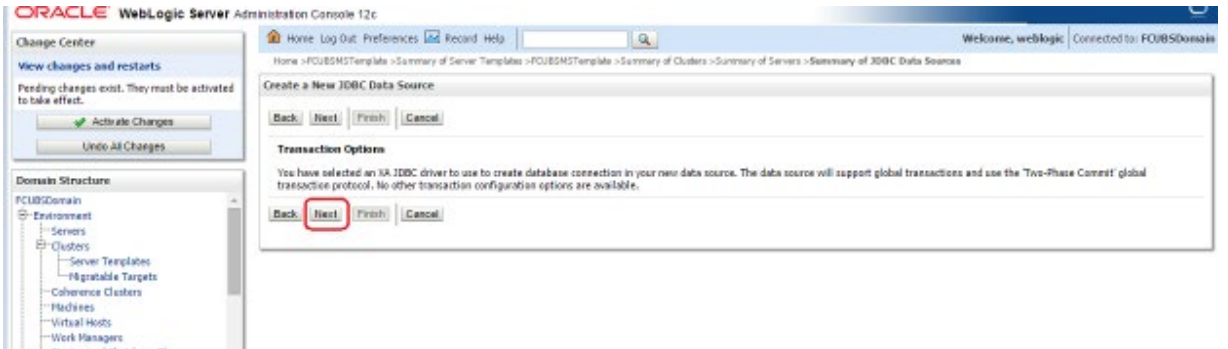 ORACLE WebLogic Server Administration Console 12c
Change Center
View changes and restarts
Pending changes exist. They must be activated
to take effect.
Activate Changes
Undo All Changes
Domain Structure
FCUBSDomain
Environment
Servers
Clusters
Server Templates
Migratable Targets
Coherence Clusters
Machines
Virtual Hosts
Work Managers
Home Log Out Preferences Record Help
Welcome, weblogic Connected to: FCUBSDomain
Home >FCUBSMSTemplate >Summary of Server Templates >FCUBSMSTemplate >Summary of Clusters >Summary of Servers >Summary of JDBC Data Sources
Create a New JDBC Data Source
Back Next Finish Cancel
Transaction Options
You have selected an XA JDBC driver to use to create database connection in your new data source. The data source will support global transactions and use the 'Two-Phase Commit' global
transaction protocol. No other transaction configuration options are available.
Back Next Finish Cancel